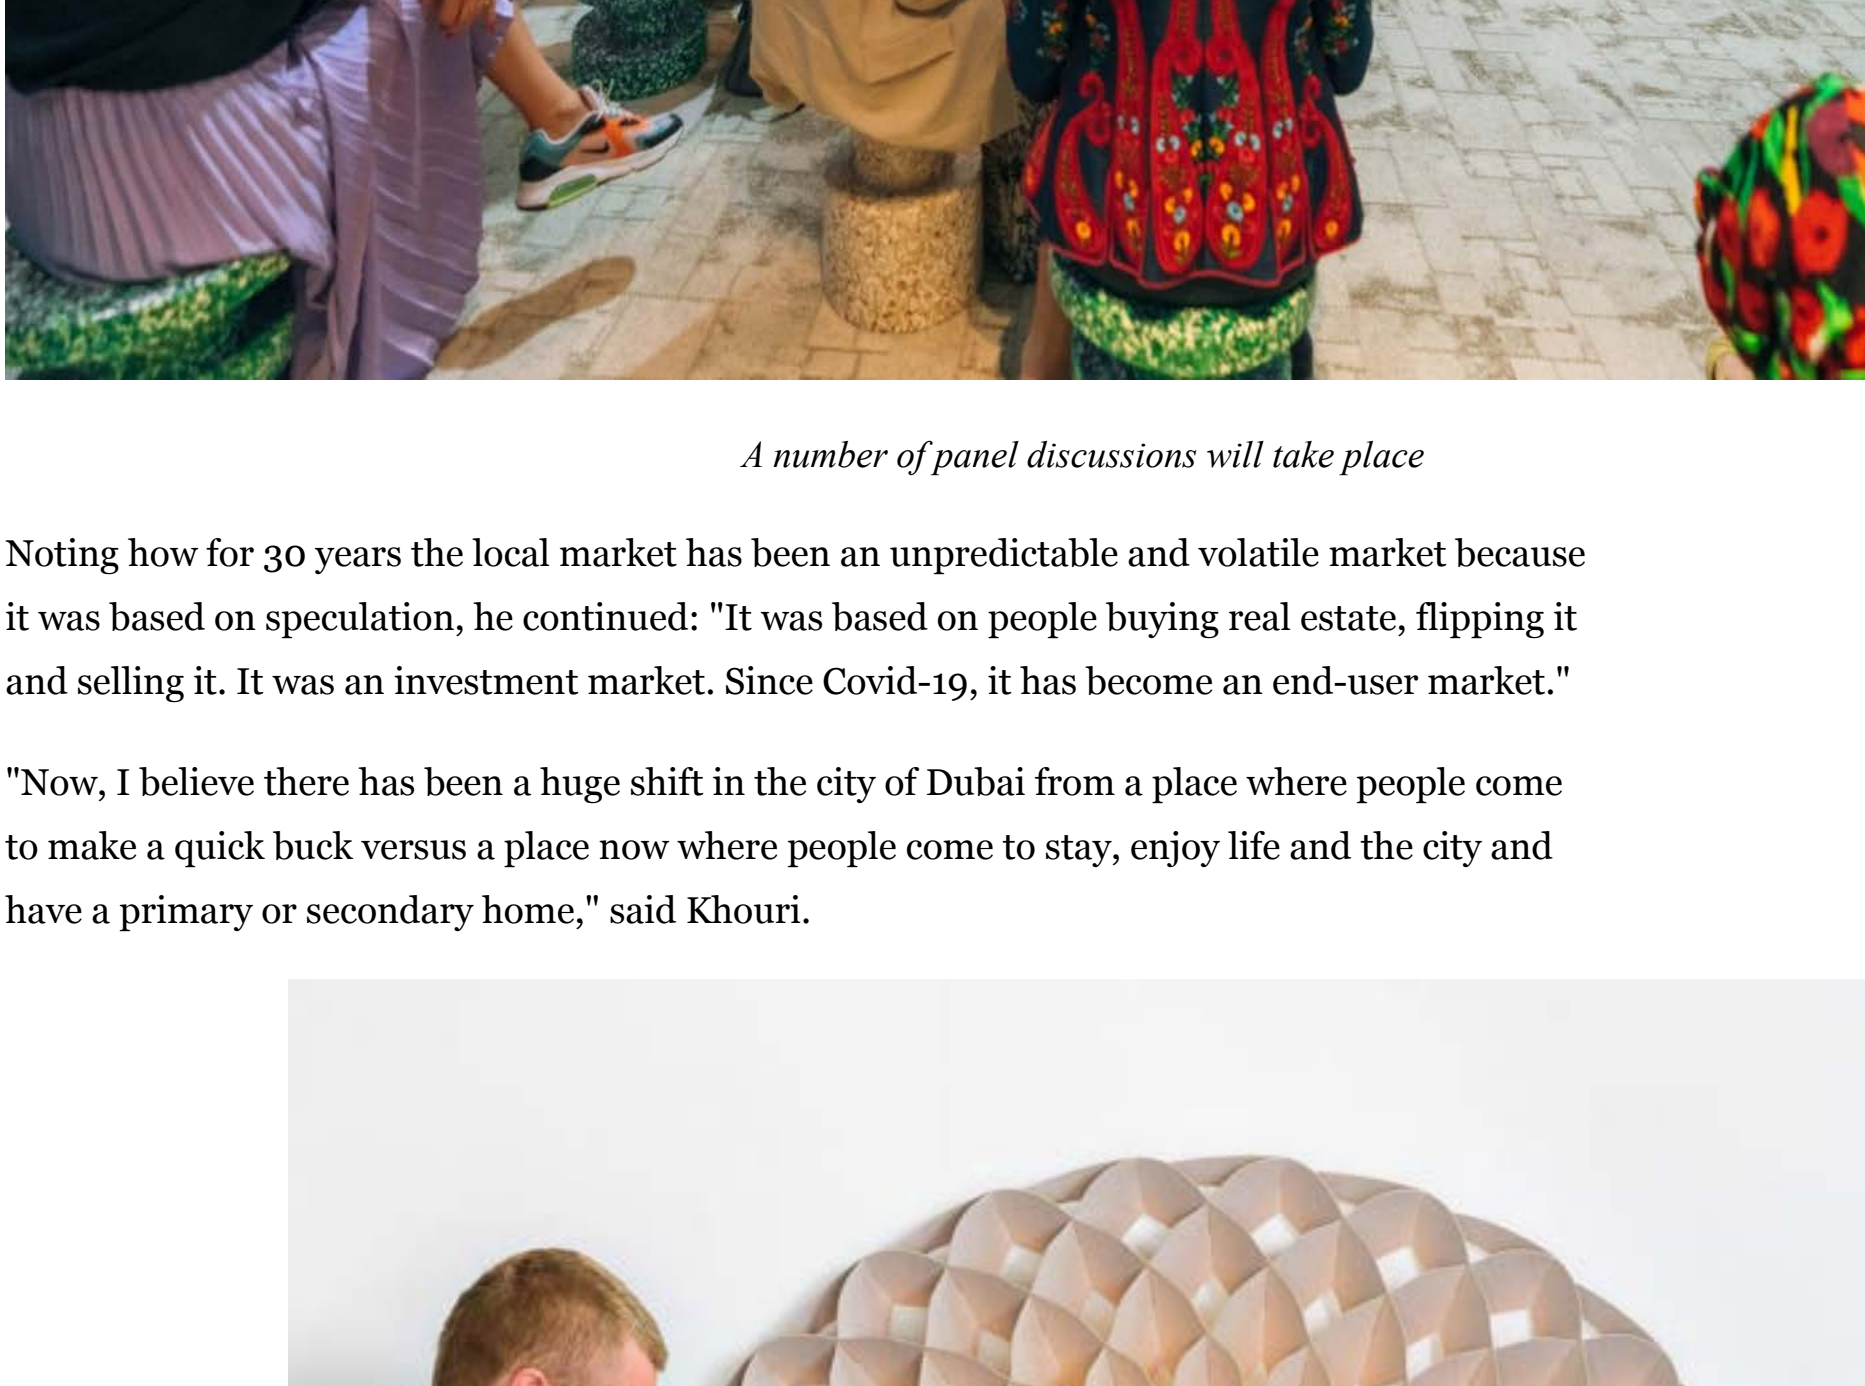 A number of panel discussions will take place
Noting how for 30 years the local market has been an unpredictable and volatile market because
it was based on speculation, he continued: "It was based on people buying real estate, flipping it
and selling it. It was an investment market. Since Covid-19, it has become an end-user market."
"Now, I believe there has been a huge shift in the city of Dubai from a place where people come
to make a quick buck versus a place now where people come to stay, enjoy life and the city and
have a primary or secondary home," said Khouri.